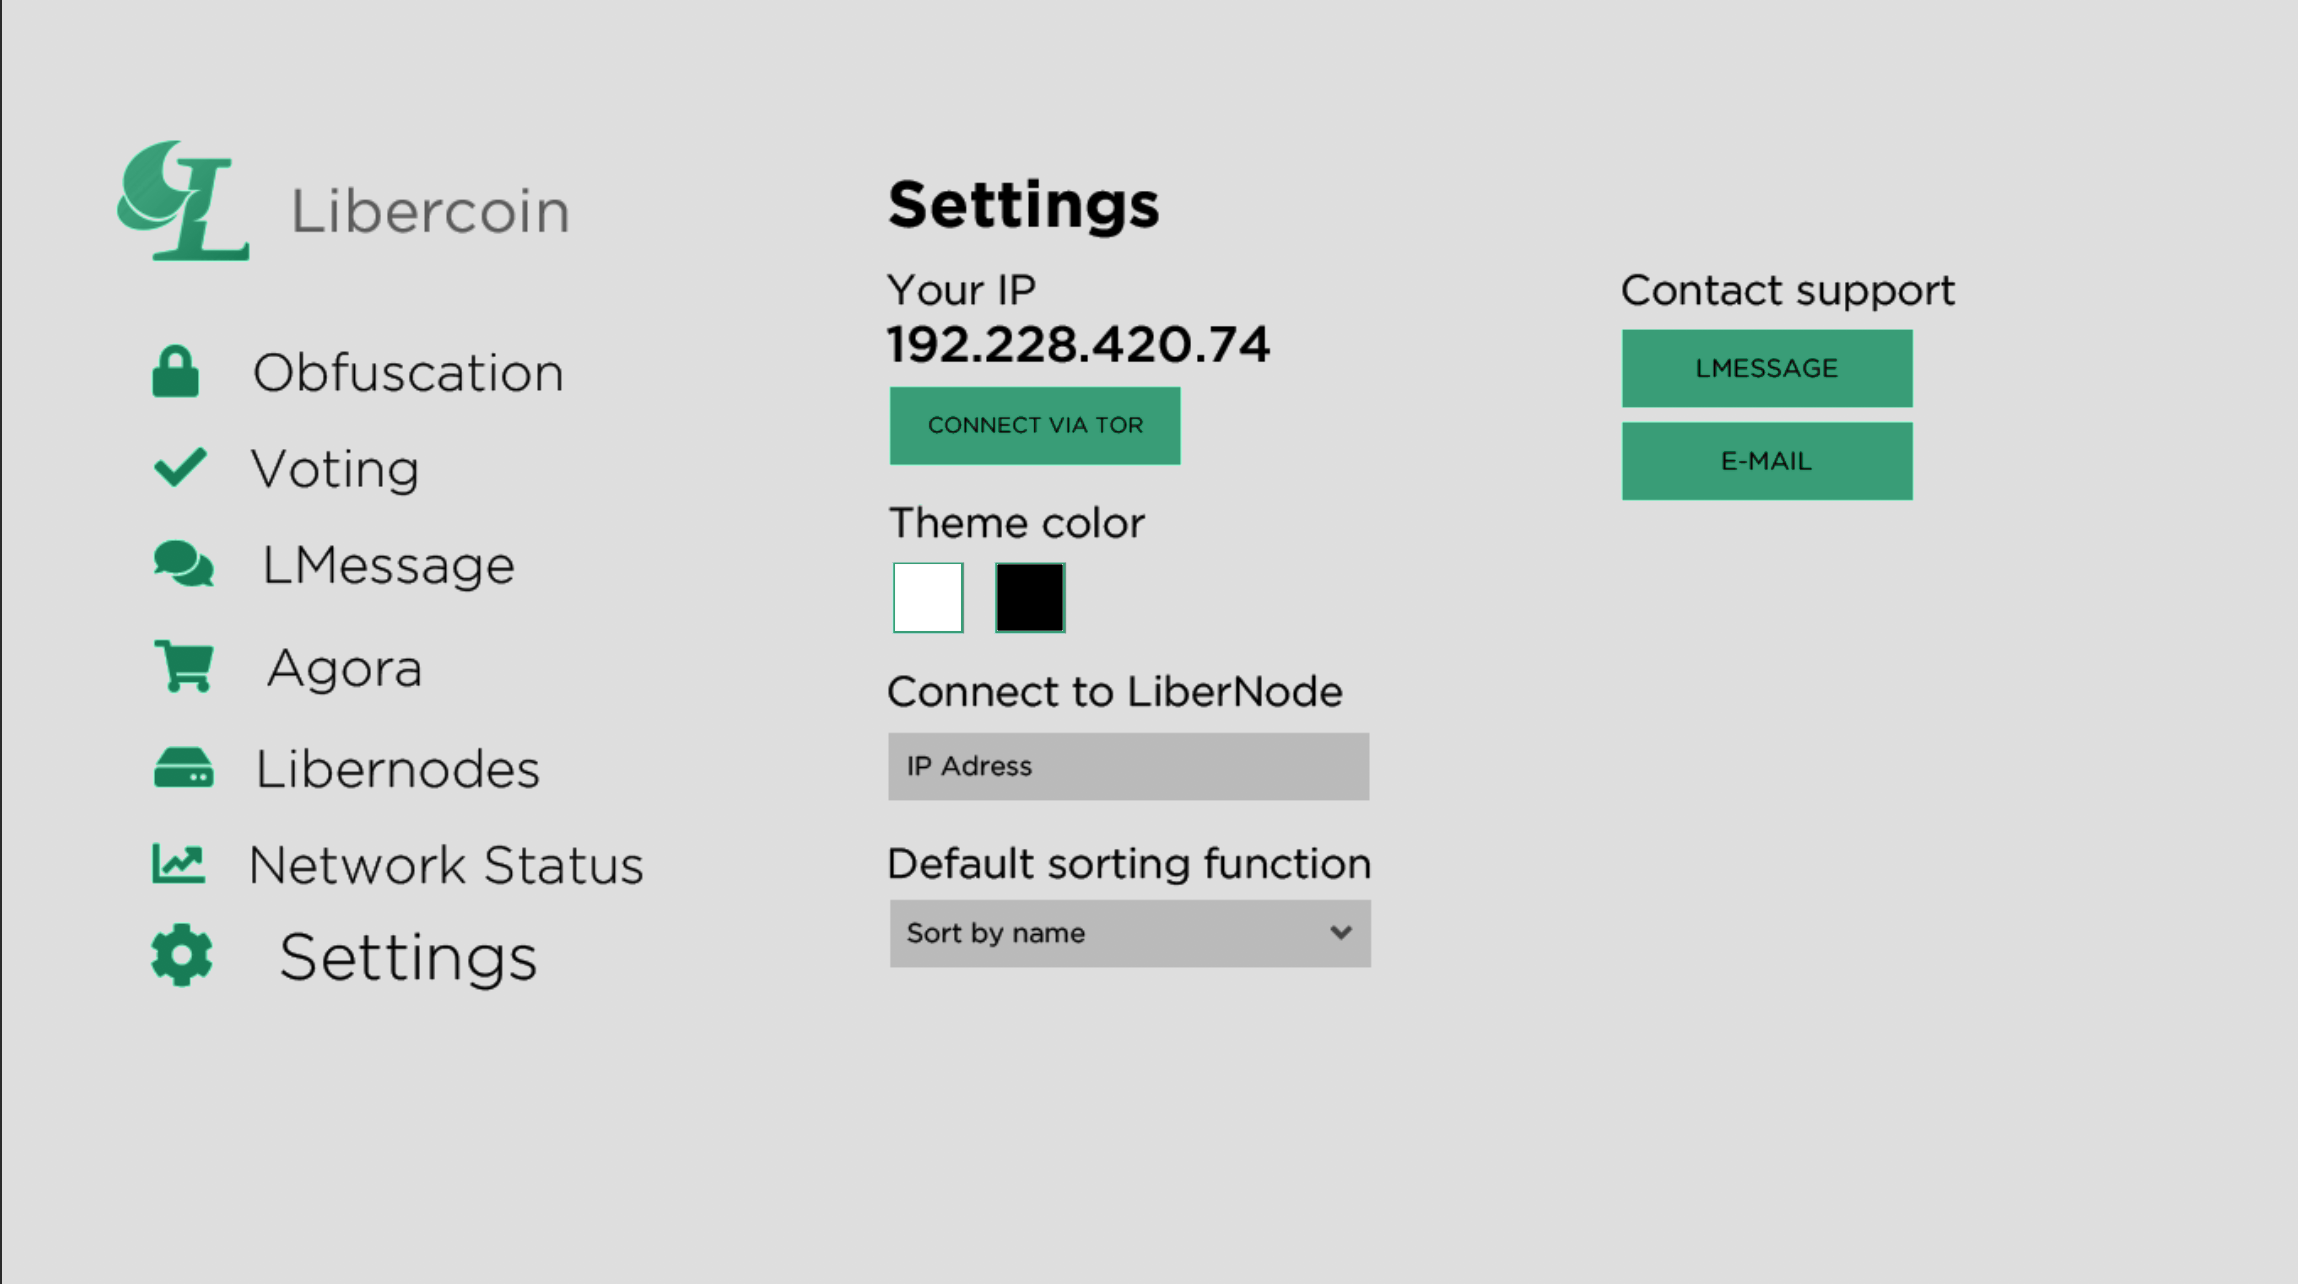 Libercoin
Obfuscation
Voting
LMessage
Agora
Libernodes
Network Status
Settings
Settings
Your IP
192.228.420.74
CONNECT VIA TOR
Theme color
Connect to LiberNode
IP Adress
Default sorting function
Sort by name
Contact support
LMESSAGE
E-MAIL